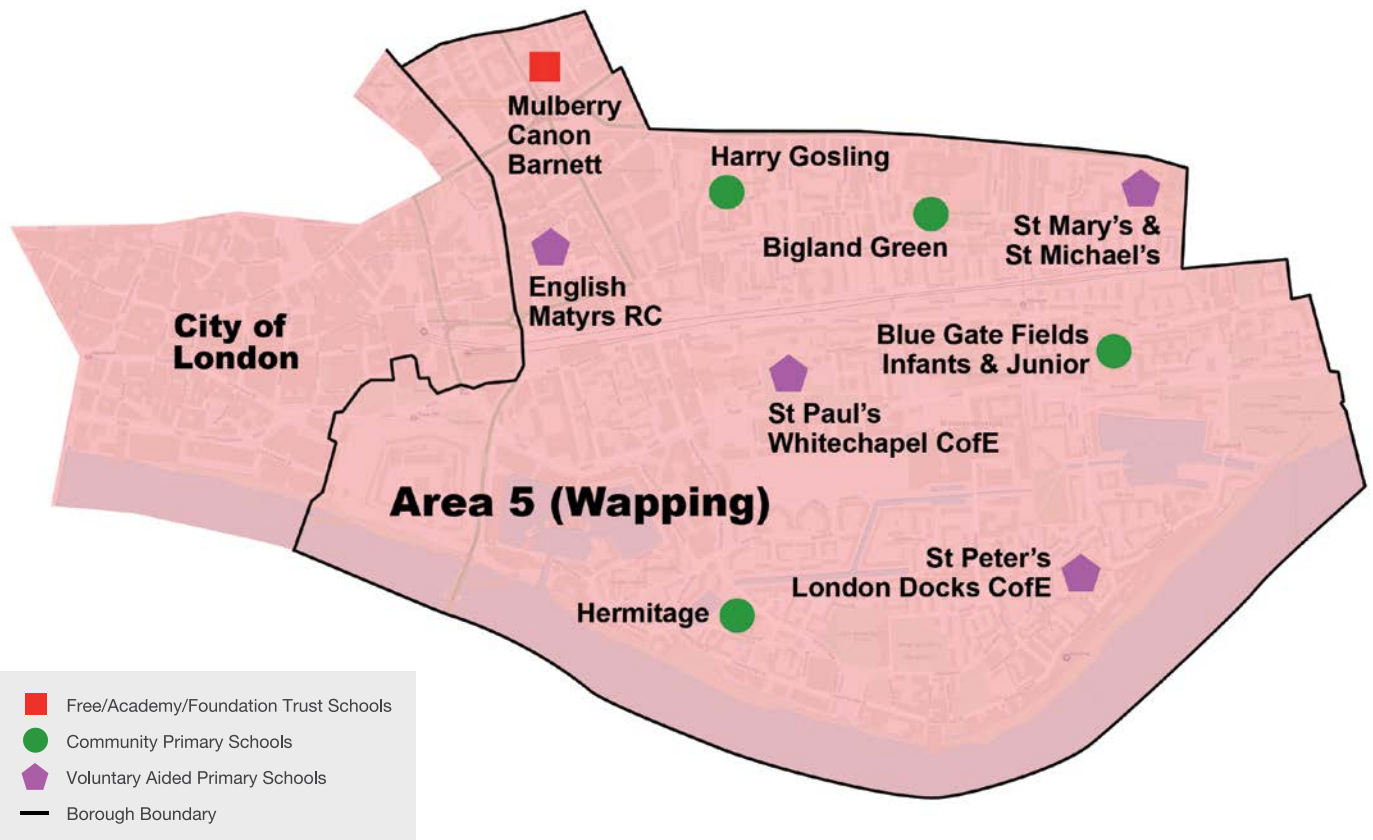 Mulberry
Canon
Barnett
Harry Gosling
Bigland Green
St Mary's &
St Michael's
English
Matyrs RC
City of
London
Blue Gate Fields
Infants & Junior
St Paul's
Whitechapel CofE
Area 5 (Wapping)
St Peter's
London Docks CofE
Hermitage
Free/Academy/Foundation Trust Schools
Community Primary Schools
Voluntary Aided Primary Schools
Borough Boundary